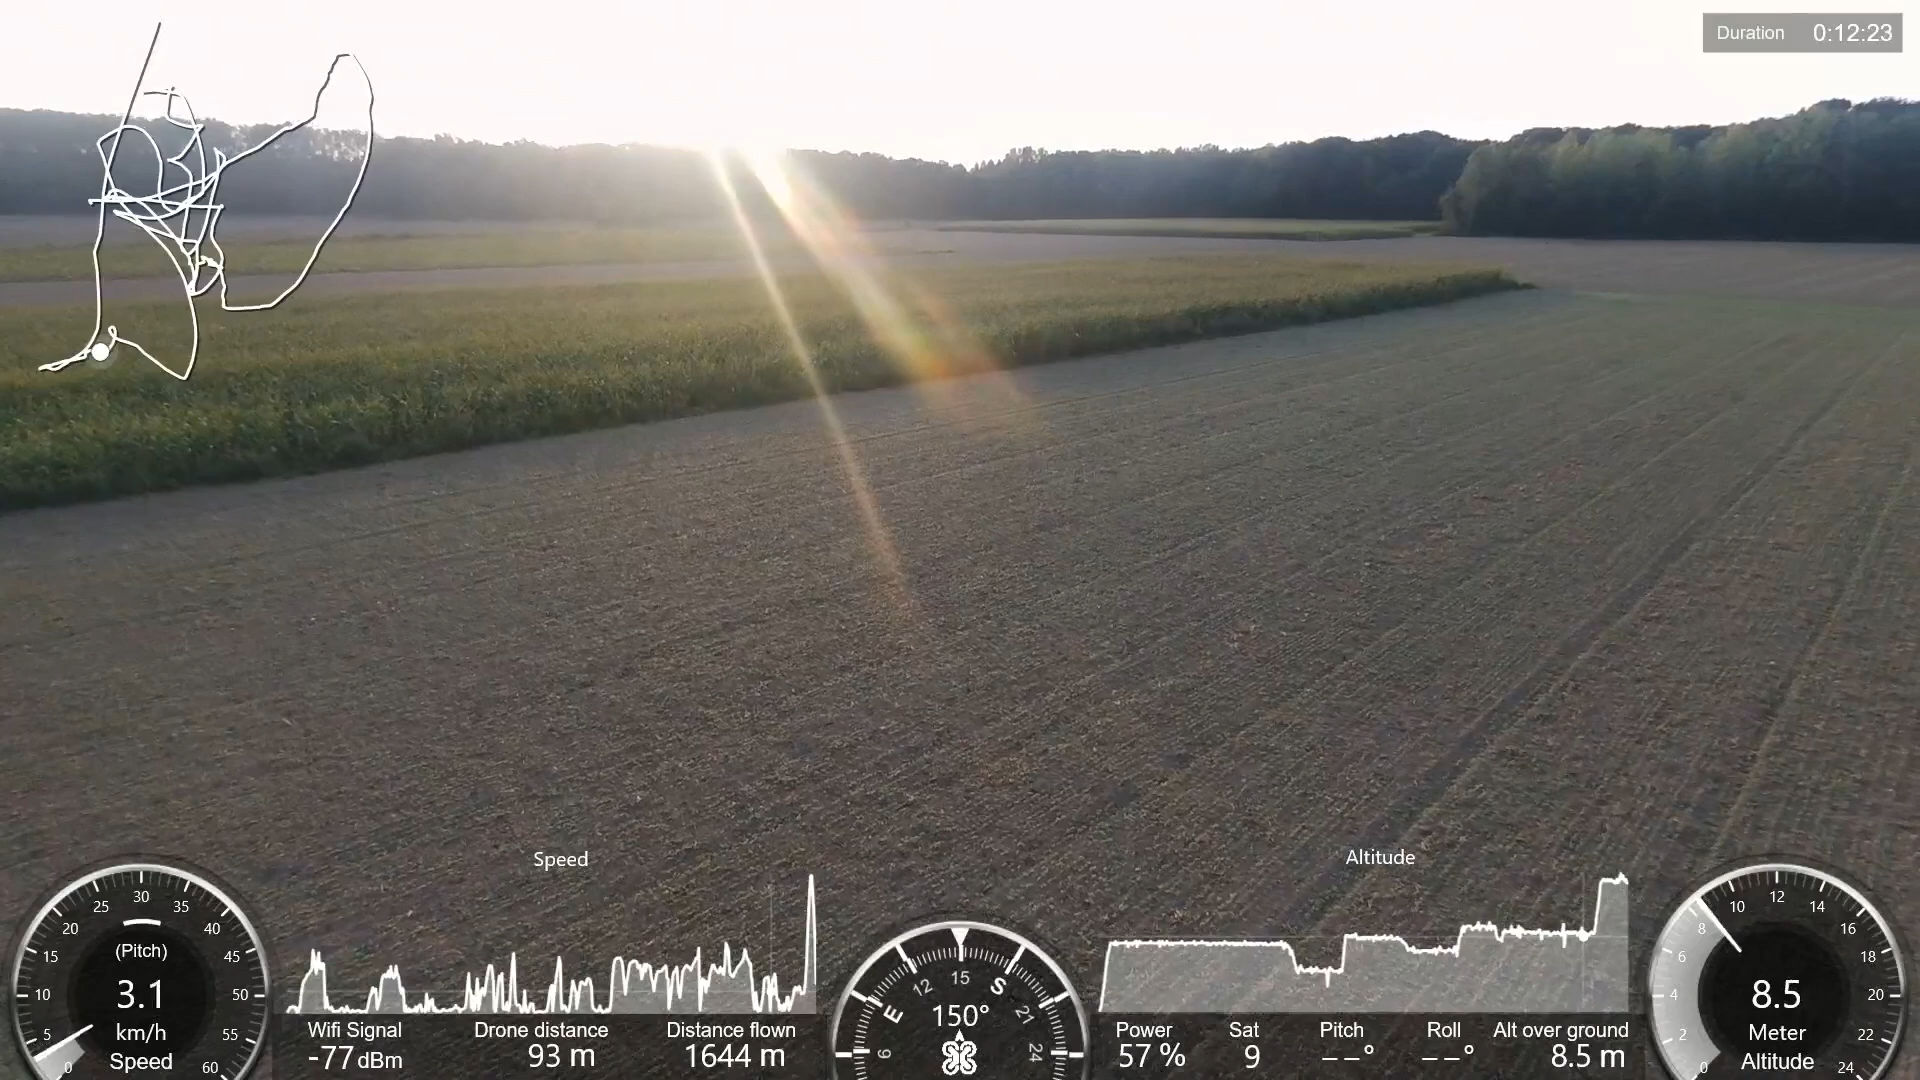 Duration 0:12:23
Speed
Altitude
0 5 10 15 20 25 30 35 40 45 50 55 60
(Pitch)
3.1
km/h
Speed
Wifi Signal
-77 dBm
Drone distance
93 m
Distance flown
1644 m
6 E 12 15 S 21 24
150°
Power
57 %
Sat
9
Pitch
– – °
Roll
– – °
Alt over ground
8.5 m
0 2 4 6 8 10 12 14 16 18 20 22 24
8.5
Meter
Altitude